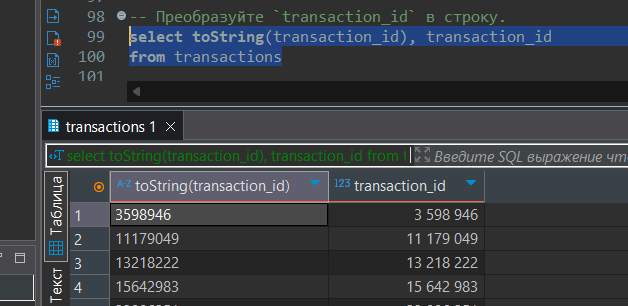 98 -- Преобразуйте `transaction_id` в строку.
99 select toString(transaction_id), transaction_id
100 from transactions
101
transactions 1
select toString(transaction_id), transaction_id from t
Введите SQL выражение чт
Таблица
Текст
A-Z toString(transaction_id) 123 transaction_id
1 3598946 3 598 946
2 11179049 11 179 049
3 13218222 13 218 222
4 15642983 15 642 983